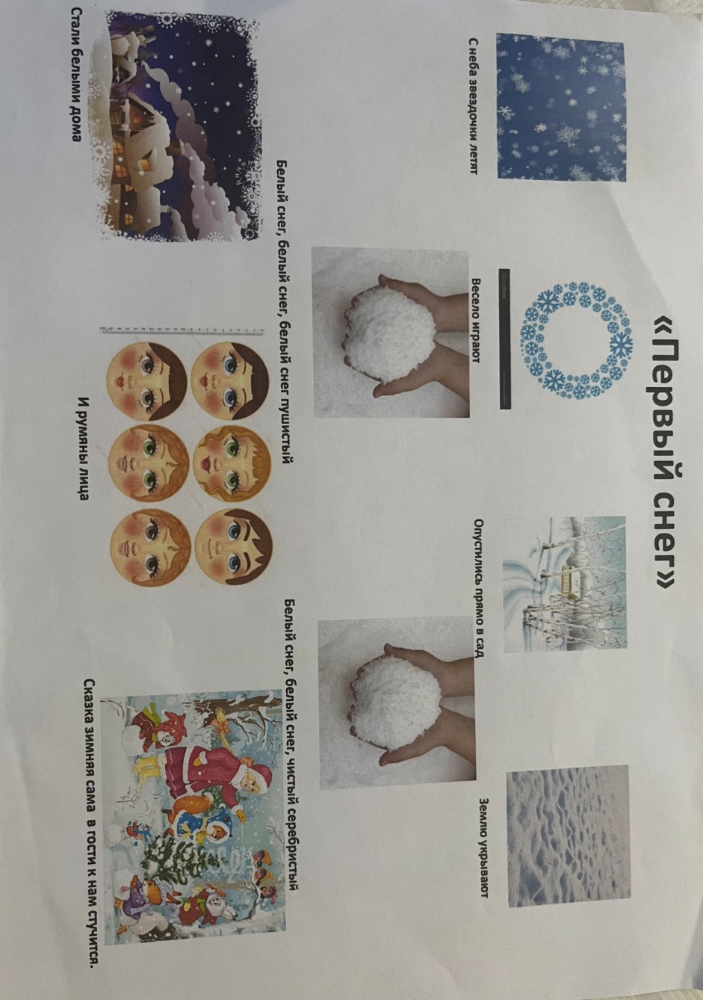 «Первый снег»
С неба звездочки летят
Весело играют
Опустились прямо в сад
Землю укрывают
Белый снег, белый снег, белый снег пушистый
Белый снег, белый снег, чистый серебристый
Стали белыми дома
И румяны лица
Сказка зимняя сама в гости к нам стучится.